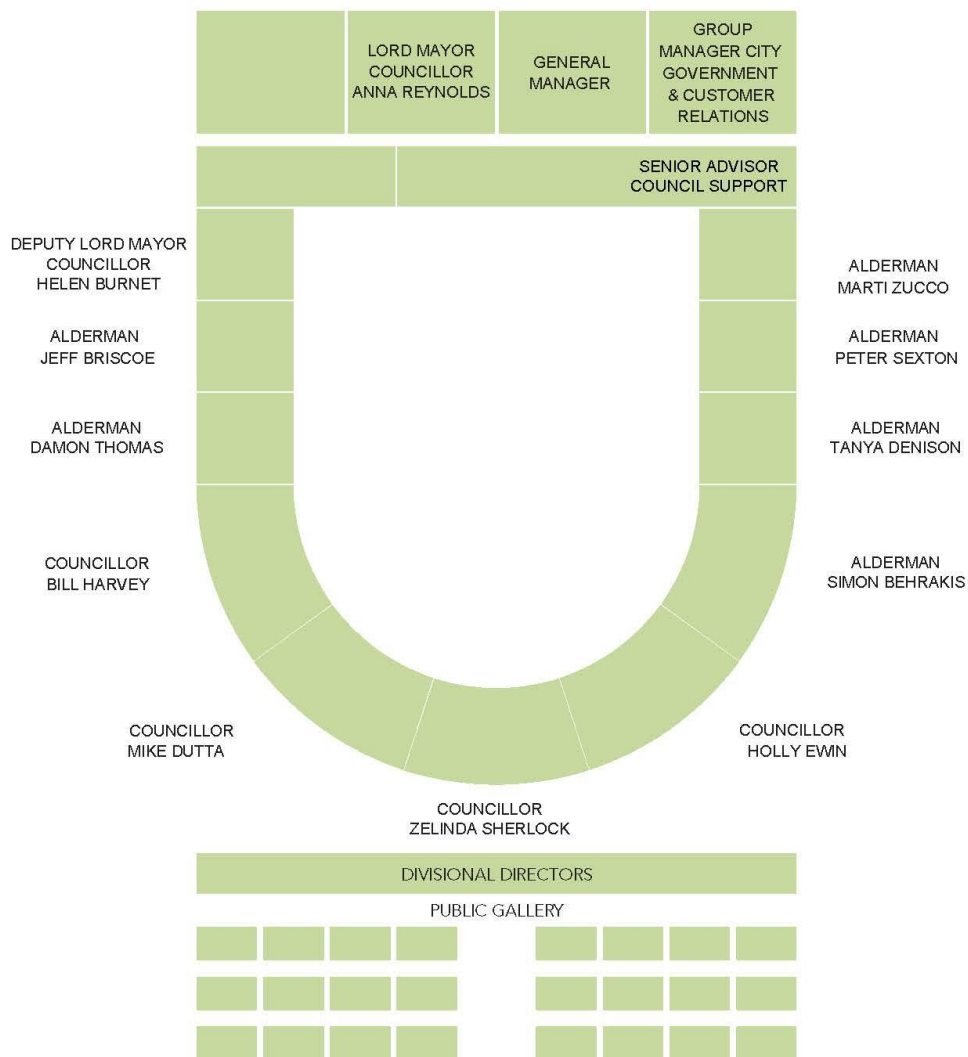 LORD MAYOR
COUNCILLOR
ANNA REYNOLDS
GENERAL
MANAGER
GROUP
MANAGER CITY
GOVERNMENT
& CUSTOMER
RELATIONS
SENIOR ADVISOR
COUNCIL SUPPORT
DEPUTY LORD MAYOR
COUNCILLOR
HELEN BURNET
ALDERMAN
MARTI ZUCCO
ALDERMAN
JEFF BRISCOE
ALDERMAN
PETER SEXTON
ALDERMAN
DAMON THOMAS
ALDERMAN
TANYA DENISON
COUNCILLOR
BILL HARVEY
ALDERMAN
SIMON BEHRAKIS
COUNCILLOR
MIKE DUTTA
COUNCILLOR
HOLLY EWIN
COUNCILLOR
ZELINDA SHERLOCK
DIVISIONAL DIRECTORS
PUBLIC GALLERY